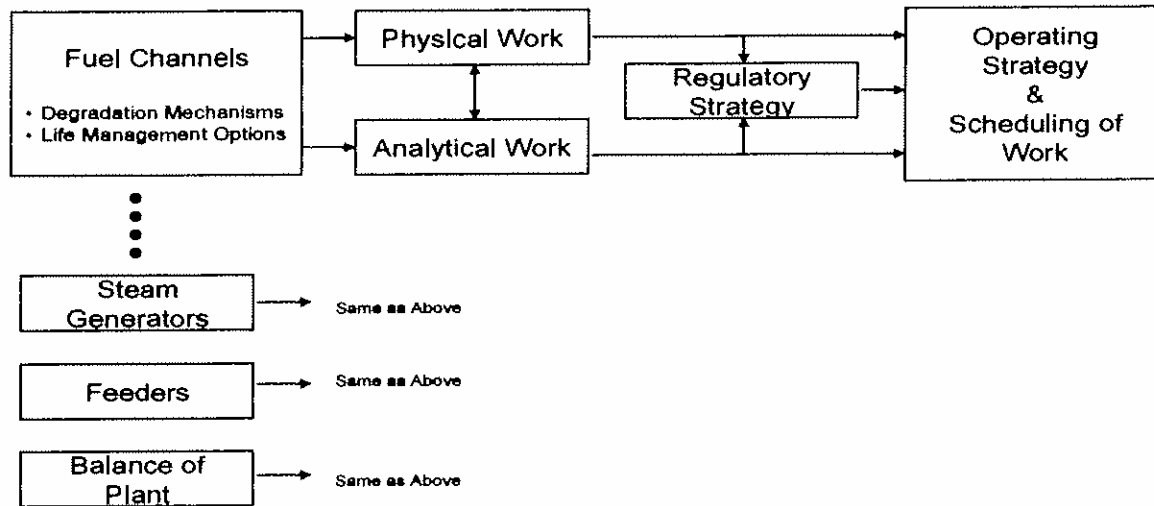 Fuel Channels
• Degradation Mechanisms
• Life Management Options
Physical Work
Analytical Work
Regulatory
Strategy
Operating
Strategy
&
Scheduling of
Work
Steam
Generators
Same as Above
Feeders
Same as Above
Balance of
Plant
Same as Above